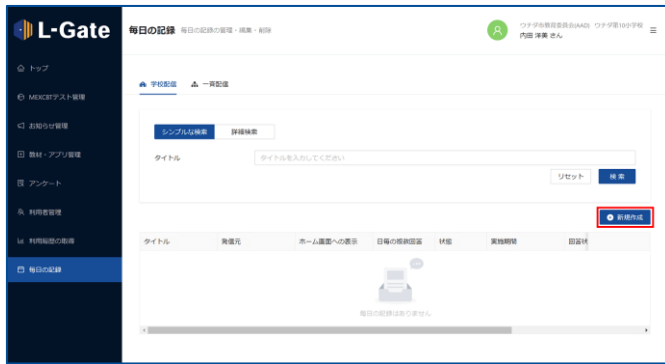 L-Gate
毎日の記録 毎日の記録の管理・編集・削除
ウチダ市教育委員会(AAD) ウチダ第1小学校
内田 洋美 さん
トップ
MEXCBTテスト管理
お知らせ管理
教材・アプリ管理
アンケート
利用者管理
利用履歴の取得
毎日の記録
学校配信 一斉配信
シンプルな検索 詳細検索
タイトル タイトルを入力してください
リセット 検索
新規作成
タイトル 発信元 ホーム画面への表示 日毎の複数回答 状態 実施期間 回答状
毎日の記録はありません